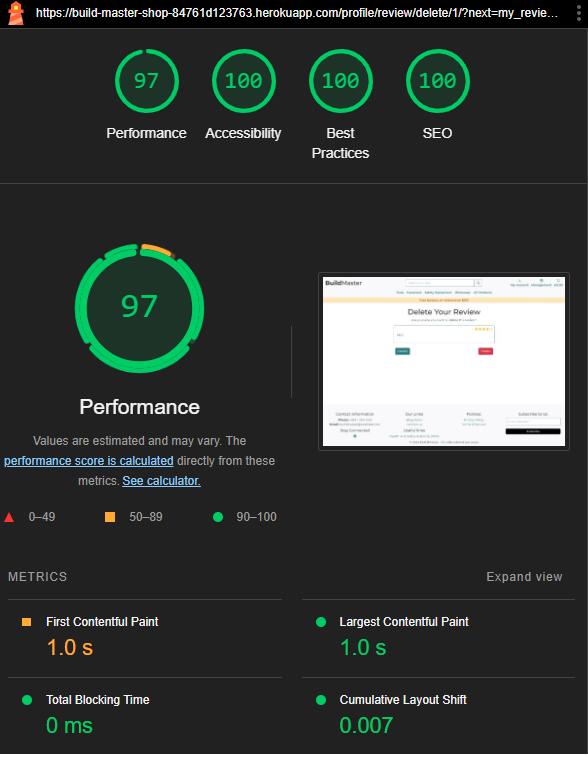 https://build-master-shop-84761d123763.herokuapp.com/profile/review/delete/1/?next=my_revie…
97 100 100 100
Performance Accessibility Best Practices SEO
97
BuildMaster
Delete Your Review
Performance
Values are estimated and may vary. The
performance score is calculated directly from these
metrics. See calculator.
0–49 50–89 90–100
METRICS
Expand view
First Contentful Paint
1.0 s
Largest Contentful Paint
1.0 s
Total Blocking Time
0 ms
Cumulative Layout Shift
0.007